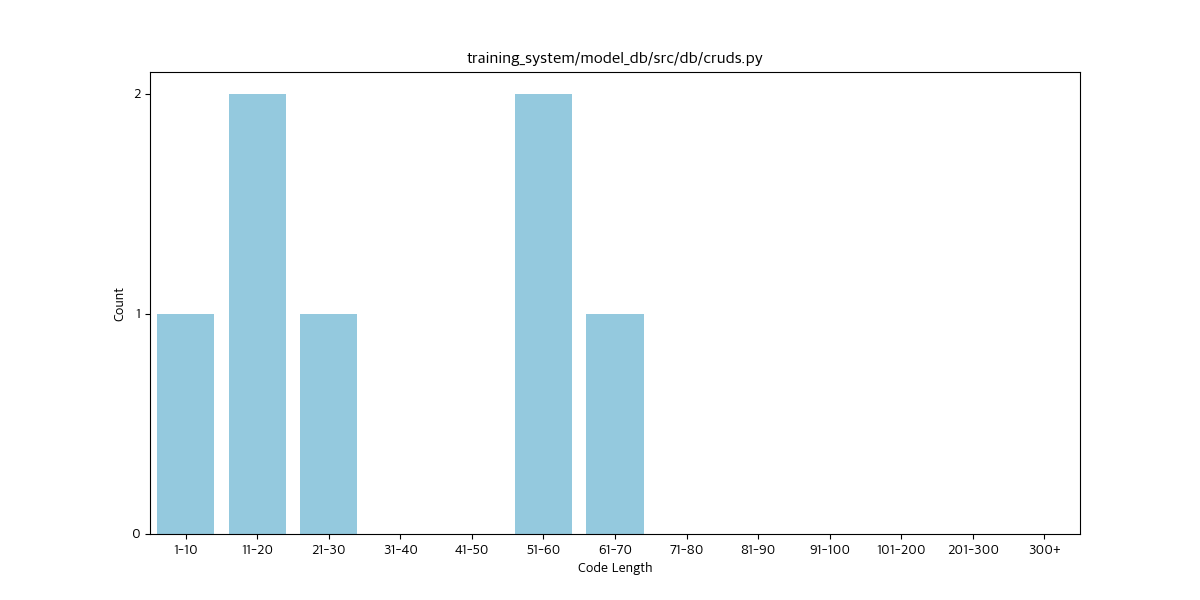 training_system/model_db/src/db/cruds.py
2
1
0
Count
1-10 11-20 21-30 31-40 41-50 51-60 61-70 71-80 81-90 91-100 101-200 201-300 300+
Code Length